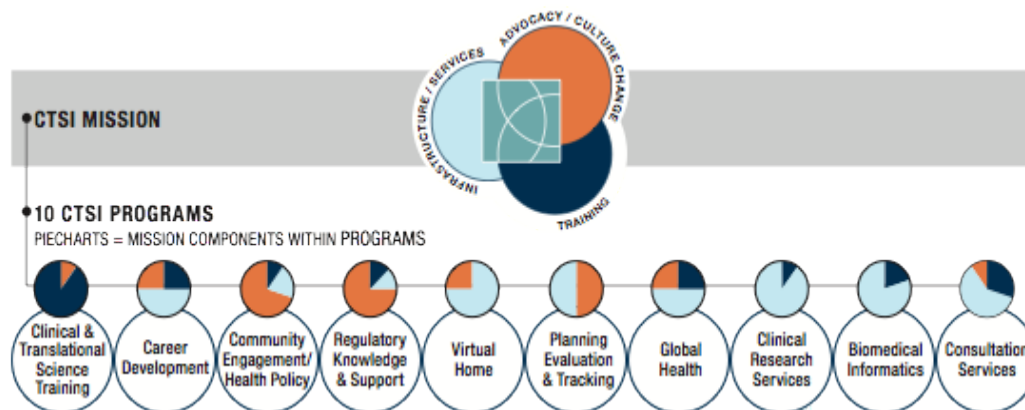 ADVOCACY / CULTURE CHANGE
INFRASTRUCTURE / SERVICES
CTSI MISSION
TRAINING
10 CTSI PROGRAMS
PIECHARTS = MISSION COMPONENTS WITHIN PROGRAMS
Clinical &
Translational
Science
Training
Career
Development
Community
Engagement/
Health Policy
Regulatory
Knowledge
& Support
Virtual
Home
Planning
Evaluation
& Tracking
Global
Health
Clinical
Research
Services
Biomedical
Informatics
Consultation
Services